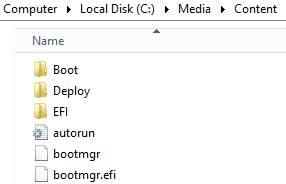 Computer ▸ Local Disk (C:) ▸ Media ▸ Content
Name
Boot
Deploy
EFI
autorun
bootmgr
bootmgr.efi